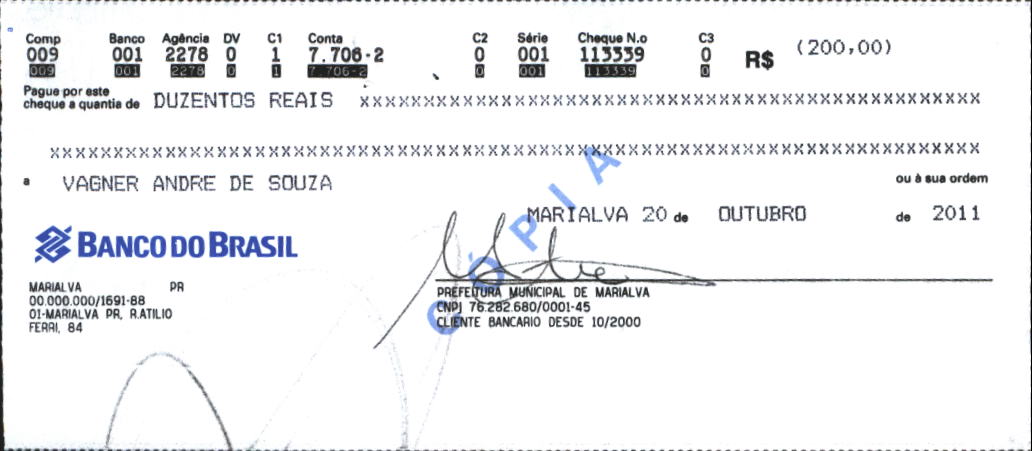 Comp Banco Agência DV C1 Conta C2 Série Cheque N.o C3
009 001 2278 0 1 7.706-2 0 001 113339 0 R$ (200,00)
009 001 2278 0 1 7.706-2 0 001 113339 0
Pague por este
cheque a quantia de DUZENTOS REAIS xxxxxxxxxxxxxxxxxxxxxxxxxxxxxxxxxxxxxxxxxxxxxxxx
xxxxxxxxxxxxxxxxxxxxxxxxxxxxxxxxxxxxxxxxxxxxxxxxxxxxxxxxxxxxxxxxxxxxxxxx
a VAGNER ANDRE DE SOUZA ou à sua ordem
MARIALVA 20 de OUTUBRO de 2011
CÓPIA
BANCO DO BRASIL
MARIALVA PR
00.000.000/1691-88
01-MARIALVA PR, R.ATILIO
FERRI, 84
PREFEITURA MUNICIPAL DE MARIALVA
CNPJ 76.282.680/0001-45
CLIENTE BANCARIO DESDE 10/2000